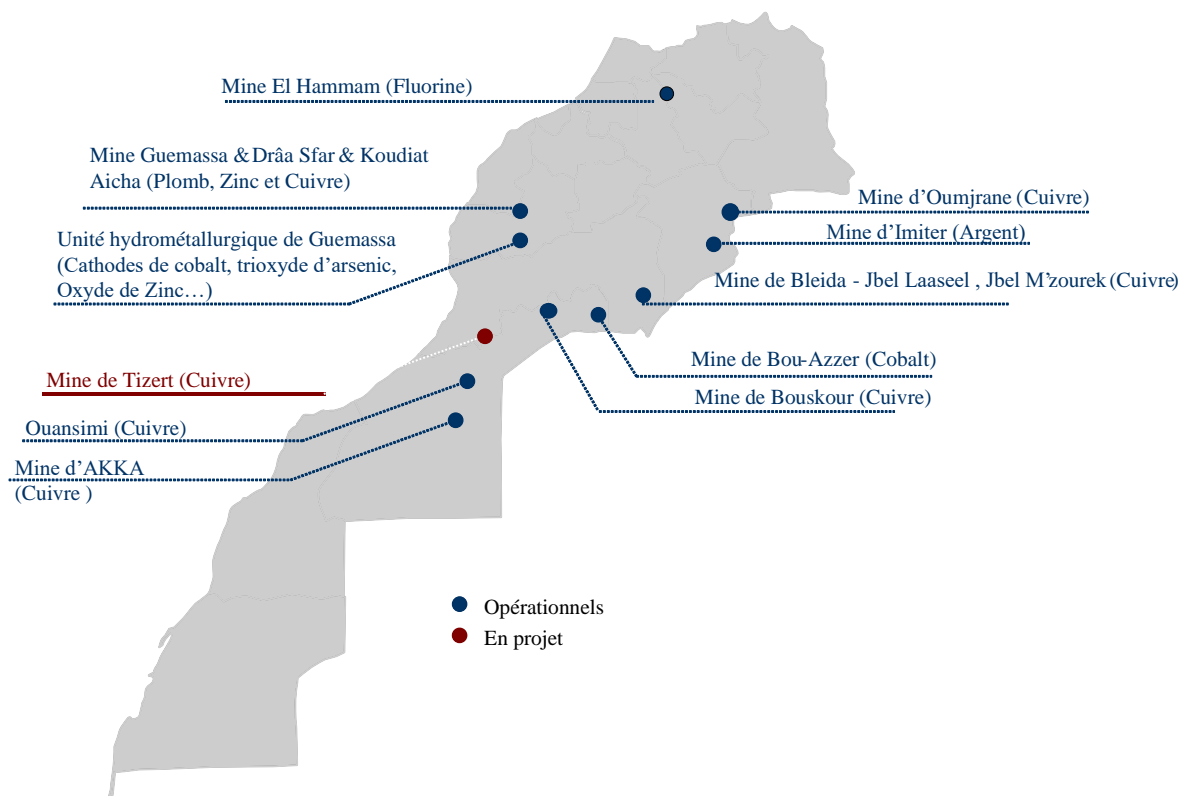 Mine El Hammam (Fluorine)
Mine Guemassa & Drâa Sfar & Koudiat
Aicha (Plomb, Zinc et Cuivre)
Unité hydrométallurgique de Guemassa
(Cathodes de cobalt, trioxyde d’arsenic,
Oxyde de Zinc…)
Mine de Tizert (Cuivre)
Ouansimi (Cuivre)
Mine d’AKKA
(Cuivre )
Mine d’Oumjrane (Cuivre)
Mine d’Imiter (Argent)
Mine de Bleida - Jbel Laaseel , Jbel M’zourek (Cuivre)
Mine de Bou-Azzer (Cobalt)
Mine de Bouskour (Cuivre)
Opérationnels
En projet